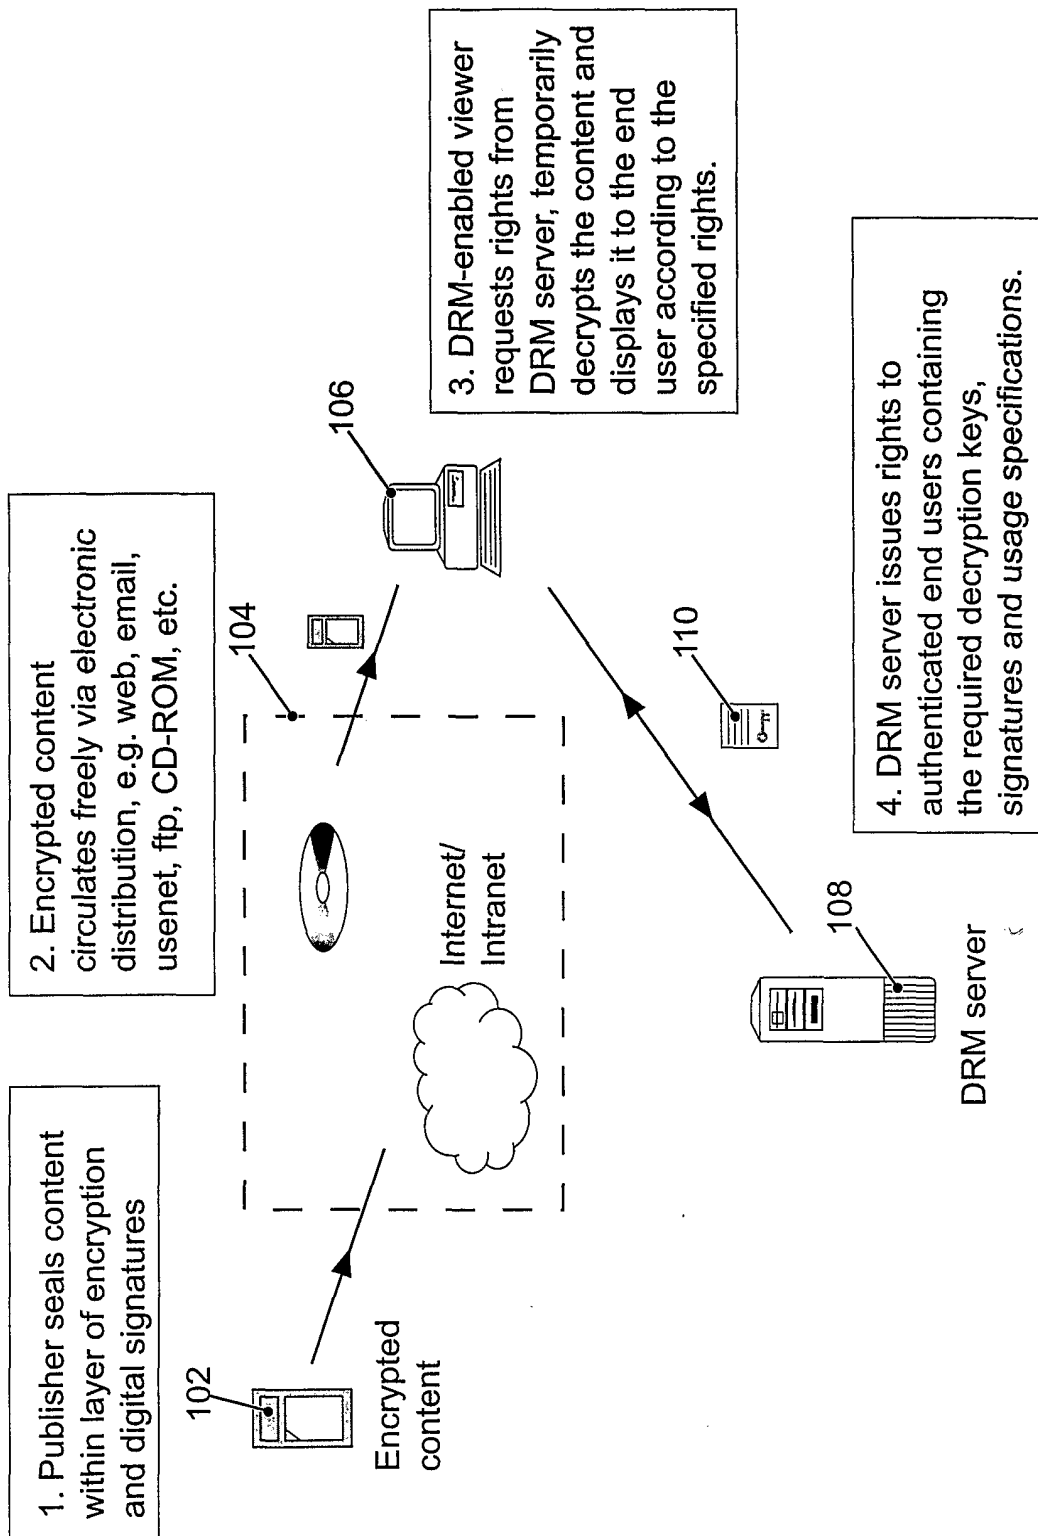 1. Publisher seals content
within layer of encryption
and digital signatures
2. Encrypted content
circulates freely via electronic
distribution, e.g. web, email,
usenet, ftp, CD-ROM, etc.
3. DRM-enabled viewer
requests rights from
DRM server, temporarily
decrypts the content and
displays it to the end
user according to the
specified rights.
102
Encrypted
content
104
Internet/
Intranet
106
110
108
DRM server
4. DRM server issues rights to
authenticated end users containing
the required decryption keys,
signatures and usage specifications.